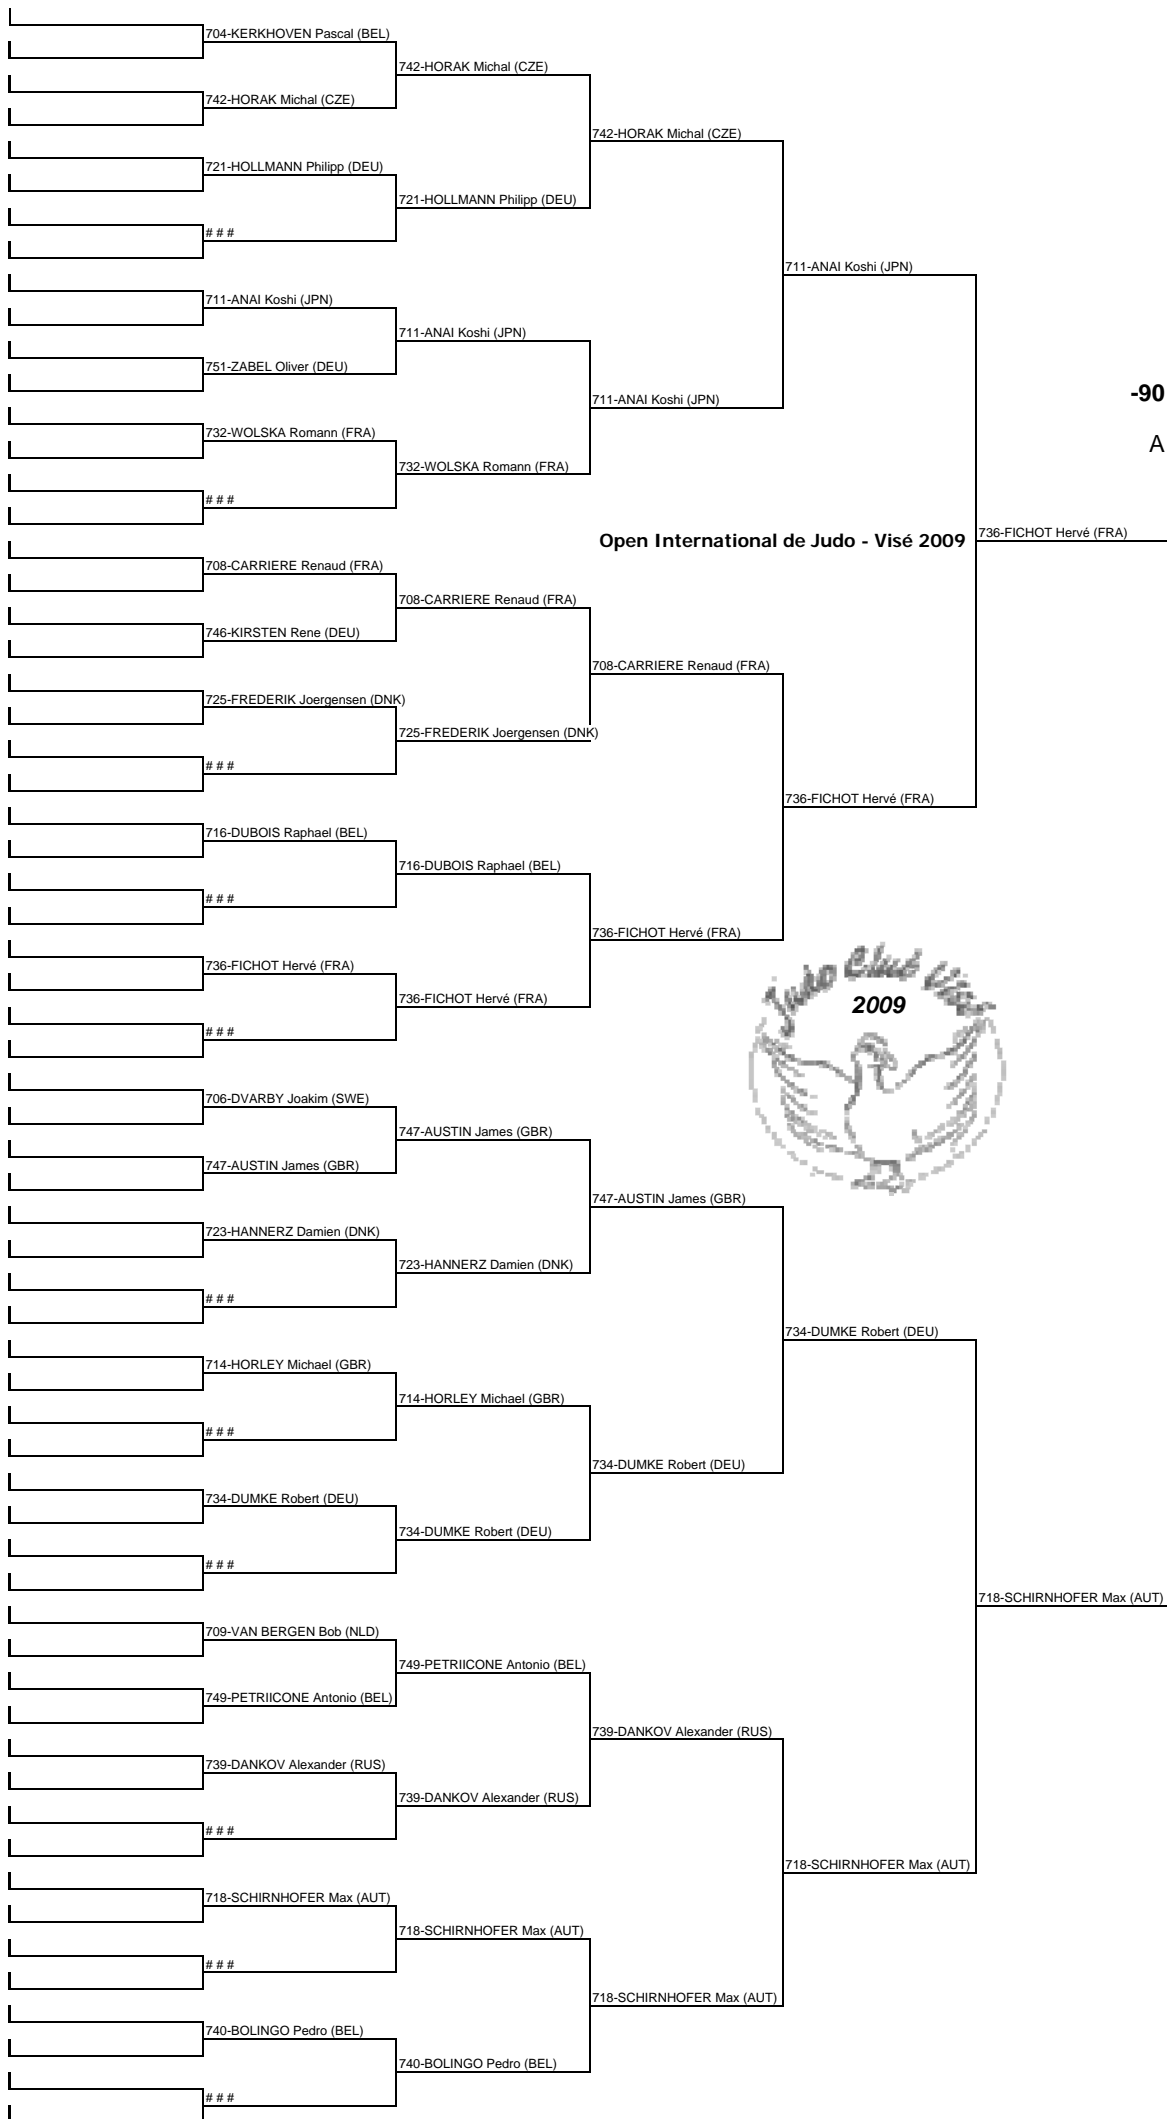 704-KERKHOVEN Pascal (BEL)
742-HORAK Michal (CZE)
742-HORAK Michal (CZE)
742-HORAK Michal (CZE)
721-HOLLMANN Philipp (DEU)
721-HOLLMANN Philipp (DEU)
# # #
711-ANAI Koshi (JPN)
711-ANAI Koshi (JPN)
711-ANAI Koshi (JPN)
751-ZABEL Oliver (DEU)
-90
711-ANAI Koshi (JPN)
732-WOLSKA Romann (FRA)
A
732-WOLSKA Romann (FRA)
# # #
736-FICHOT Hervé (FRA)
Open International de Judo - Visé 2009
708-CARRIERE Renaud (FRA)
708-CARRIERE Renaud (FRA)
746-KIRSTEN Rene (DEU)
708-CARRIERE Renaud (FRA)
725-FREDERIK Joergensen (DNK)
725-FREDERIK Joergensen (DNK)
# # #
736-FICHOT Hervé (FRA)
716-DUBOIS Raphael (BEL)
716-DUBOIS Raphael (BEL)
# # #
736-FICHOT Hervé (FRA)
736-FICHOT Hervé (FRA)
Judo Club Visé
736-FICHOT Hervé (FRA)
2009
# # #
706-DVARBY Joakim (SWE)
747-AUSTIN James (GBR)
747-AUSTIN James (GBR)
747-AUSTIN James (GBR)
723-HANNERZ Damien (DNK)
723-HANNERZ Damien (DNK)
# # #
734-DUMKE Robert (DEU)
714-HORLEY Michael (GBR)
714-HORLEY Michael (GBR)
# # #
734-DUMKE Robert (DEU)
734-DUMKE Robert (DEU)
734-DUMKE Robert (DEU)
# # #
718-SCHIRNHOFER Max (AUT)
709-VAN BERGEN Bob (NLD)
749-PETRIICONE Antonio (BEL)
749-PETRIICONE Antonio (BEL)
739-DANKOV Alexander (RUS)
739-DANKOV Alexander (RUS)
739-DANKOV Alexander (RUS)
# # #
718-SCHIRNHOFER Max (AUT)
718-SCHIRNHOFER Max (AUT)
718-SCHIRNHOFER Max (AUT)
# # #
718-SCHIRNHOFER Max (AUT)
740-BOLINGO Pedro (BEL)
740-BOLINGO Pedro (BEL)
# # #